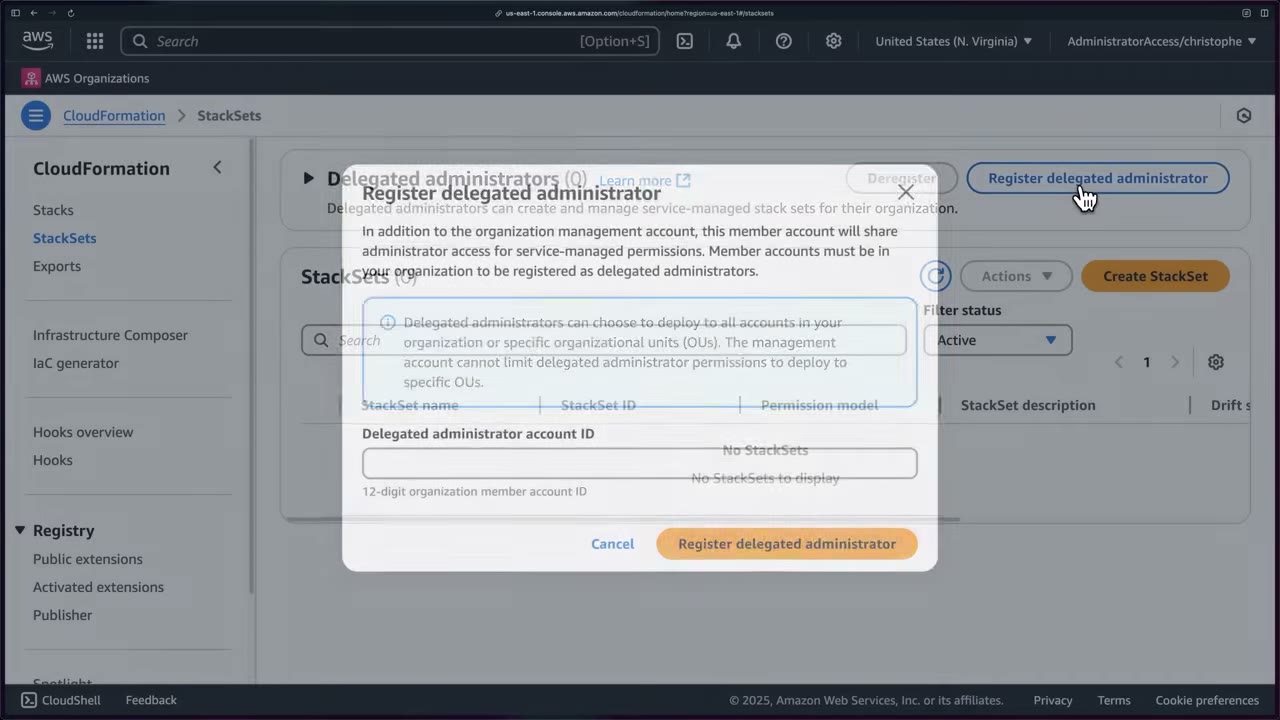 us-east-1.console.aws.amazon.com/cloudformation/home?region=us-east-1#/stacksets
aws
Search
[Option+S]
United States (N. Virginia)
AdministratorAccess/christophe
AWS Organizations
CloudFormation
StackSets
CloudFormation
Stacks
StackSets
Exports
Infrastructure Composer
IaC generator
Hooks overview
Hooks
Registry
Public extensions
Activated extensions
Publisher
Spotlight
Delegated administrators (0)
Learn more
Deregister
Register delegated administrator
Delegated administrators can create and manage service-managed stack sets for their organization.
StackSets (0)
Actions
Create StackSet
Search
Filter status
Active
1
StackSet name
StackSet ID
Permission model
StackSet description
Drift s
No StackSets
No StackSets to display
Register delegated administrator
In addition to the organization management account, this member account will share
administrator access for service-managed permissions. Member accounts must be in
your organization to be registered as delegated administrators.
Delegated administrators can choose to deploy to all accounts in your
organization or specific organizational units (OUs). The management
account cannot limit delegated administrator permissions to deploy to
specific OUs.
Delegated administrator account ID
12-digit organization member account ID
Cancel
Register delegated administrator
CloudShell
Feedback
© 2025, Amazon Web Services, Inc. or its affiliates.
Privacy
Terms
Cookie preferences